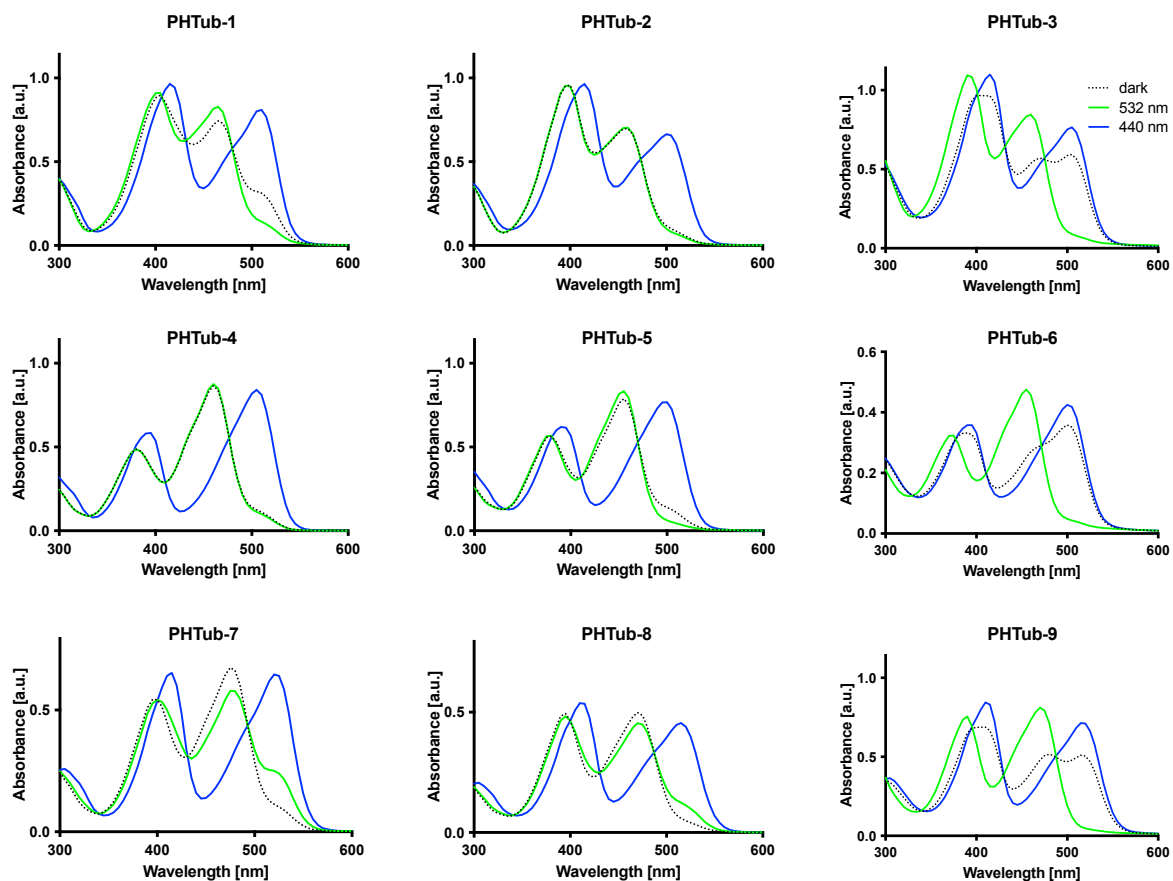 PHTub-1
PHTub-2
PHTub-3
Absorbance [a.u.]
1.0
0.5
0.0
300 400 500 600
Wavelength [nm]
Absorbance [a.u.]
1.0
0.5
0.0
300 400 500 600
Wavelength [nm]
Absorbance [a.u.]
1.0
0.5
0.0
300 400 500 600
Wavelength [nm]
dark
532 nm
440 nm
PHTub-4
PHTub-5
PHTub-6
Absorbance [a.u.]
1.0
0.5
0.0
300 400 500 600
Wavelength [nm]
Absorbance [a.u.]
1.0
0.5
0.0
300 400 500 600
Wavelength [nm]
Absorbance [a.u.]
0.6
0.4
0.2
0.0
300 400 500 600
Wavelength [nm]
PHTub-7
PHTub-8
PHTub-9
Absorbance [a.u.]
0.5
0.0
300 400 500 600
Wavelength [nm]
Absorbance [a.u.]
0.5
0.0
300 400 500 600
Wavelength [nm]
Absorbance [a.u.]
1.0
0.5
0.0
300 400 500 600
Wavelength [nm]